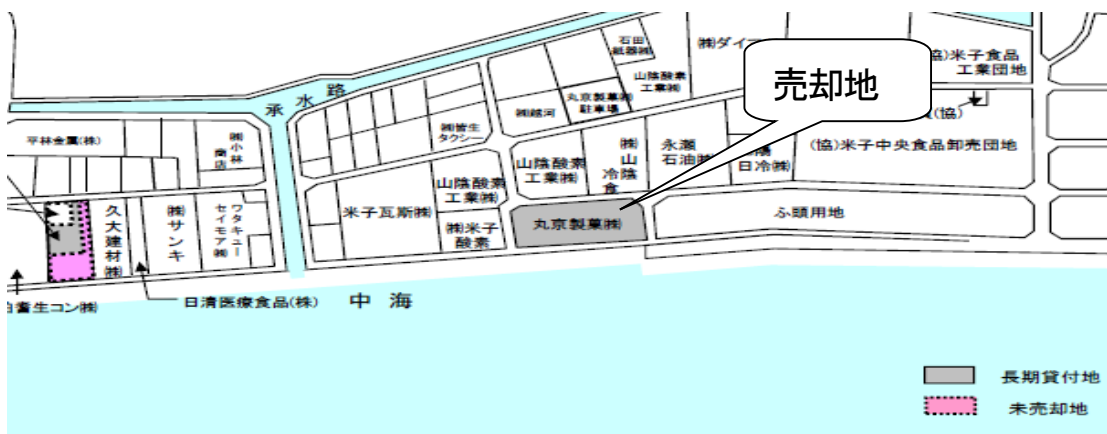 石田
紙器㈱
㈱ダイ
売却地
(協)米子食品
工業団地
山陰酸素
工業㈱
承水路
丸京製菓㈱
駐車場
㈱越河
㈱皆生
タクシー
平林金属(株)
㈱小林
商店
㈱山陰
冷食
永瀬
石油㈱
日冷㈱
(協)
(協)米子中央食品卸売団地
山陰酸素
工業㈱
山陰酸素
工業㈱
米子瓦斯㈱
㈱米子
酸素
丸京製菓㈱
ふ頭用地
久大建材㈱
㈱サンキ
ワタキュー
セイモア㈱
生コン㈱
日清医療食品(株)
中海
長期貸付地
未売却地